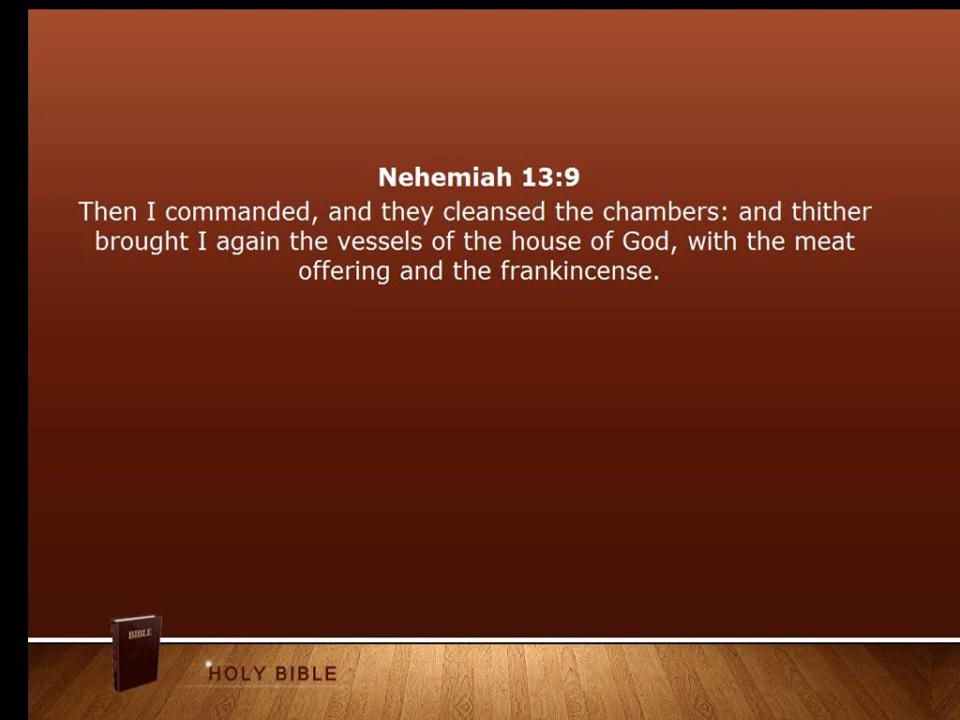 Nehemiah 13:9
Then I commanded, and they cleansed the chambers: and thither
brought I again the vessels of the house of God, with the meat
offering and the frankincense.
BIBLE
HOLY BIBLE